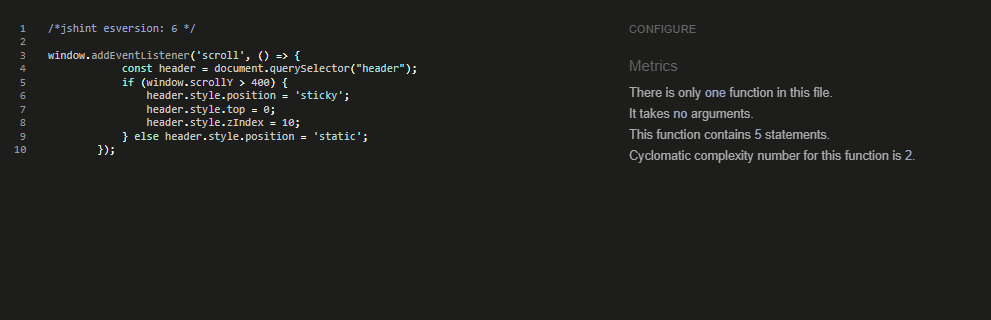 1 /*jshint esversion: 6 */
2
3 window.addEventListener('scroll', () => {
4 const header = document.querySelector("header");
5 if (window.scrollY > 400) {
6 header.style.position = 'sticky';
7 header.style.top = 0;
8 header.style.zIndex = 10;
9 } else header.style.position = 'static';
10 });
CONFIGURE
Metrics
There is only one function in this file.
It takes no arguments.
This function contains 5 statements.
Cyclomatic complexity number for this function is 2.